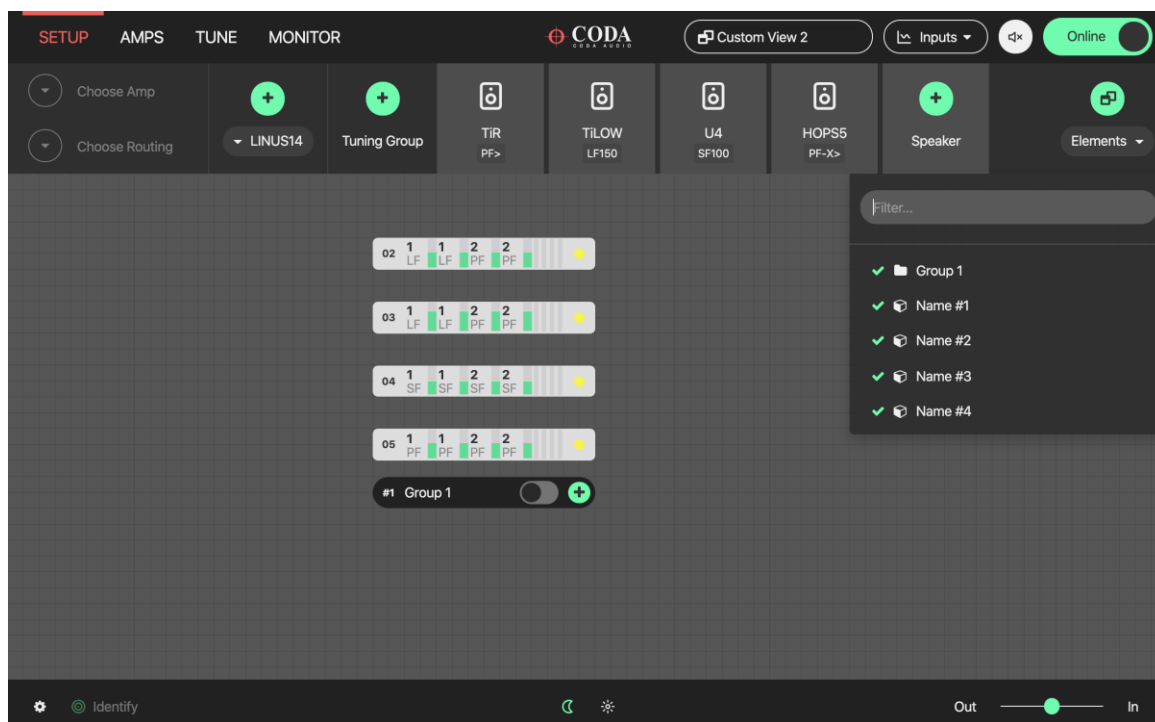 SETUP AMPS TUNE MONITOR CODA Custom View 2 Inputs Online
CODA AUDIO
Choose Amp
Choose Routing
LINUS14
Tuning Group
TiR
PF>
TiLOW
LF150
U4
SF100
HOPS5
PF-X>
Speaker
Elements
Filter...
Group 1
Name #1
Name #2
Name #3
Name #4
02 1 1 2 2
LF LF PF PF
03 1 1 2 2
LF LF PF PF
04 1 1 2 2
SF SF SF SF
05 1 1 2 2
PF PF PF PF
#1 Group 1
Identify
Out In